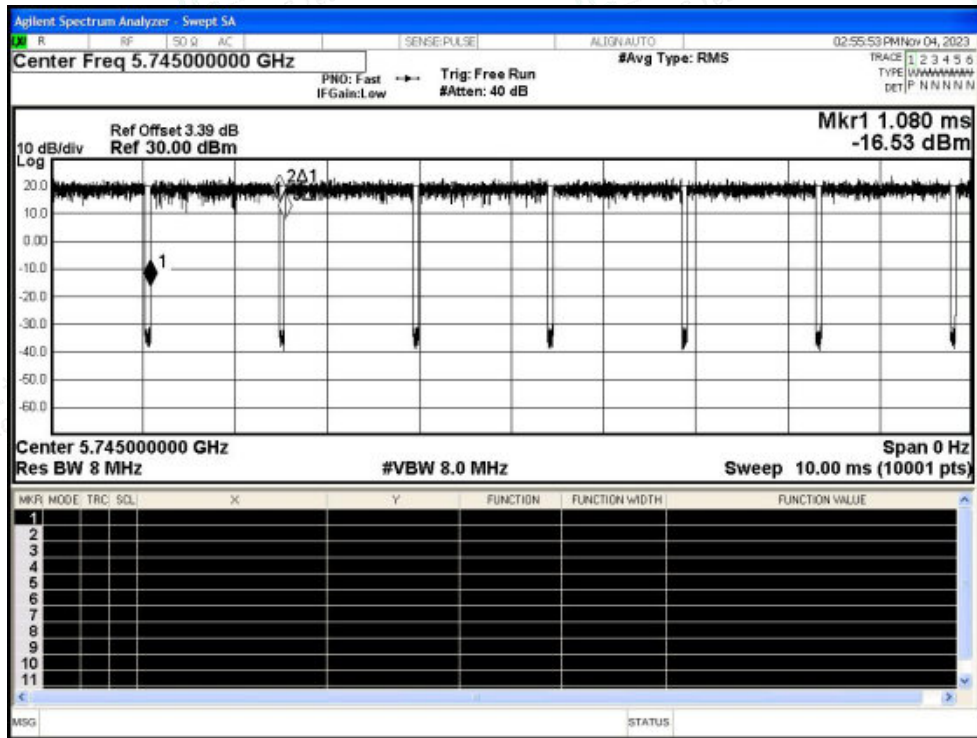 Agilent Spectrum Analyzer - Swept SA
R RF 50 Ω AC SENSE:PULSE ALIGN AUTO 02:55:53 PM Nov 04, 2023
Center Freq 5.745000000 GHz
PNO: Fast
IFGain:Low
Trig: Free Run
#Atten: 40 dB
#Avg Type: RMS
TRACE 1 2 3 4 5 6
TYPE
DET P N N N N N
Ref Offset 3.39 dB
10 dB/div Ref 30.00 dBm
Mkr1 1.080 ms
-16.53 dBm
Log
20.0
10.0
0.00
-10.0
-20.0
-30.0
-40.0
-50.0
-60.0
2Δ1
1
Center 5.745000000 GHz Span 0 Hz
Res BW 8 MHz #VBW 8.0 MHz Sweep 10.00 ms (10001 pts)
MKR MODE TRC SCL X Y FUNCTION FUNCTION WIDTH FUNCTION VALUE
1
2
3
4
5
6
7
8
9
10
11
MSG STATUS